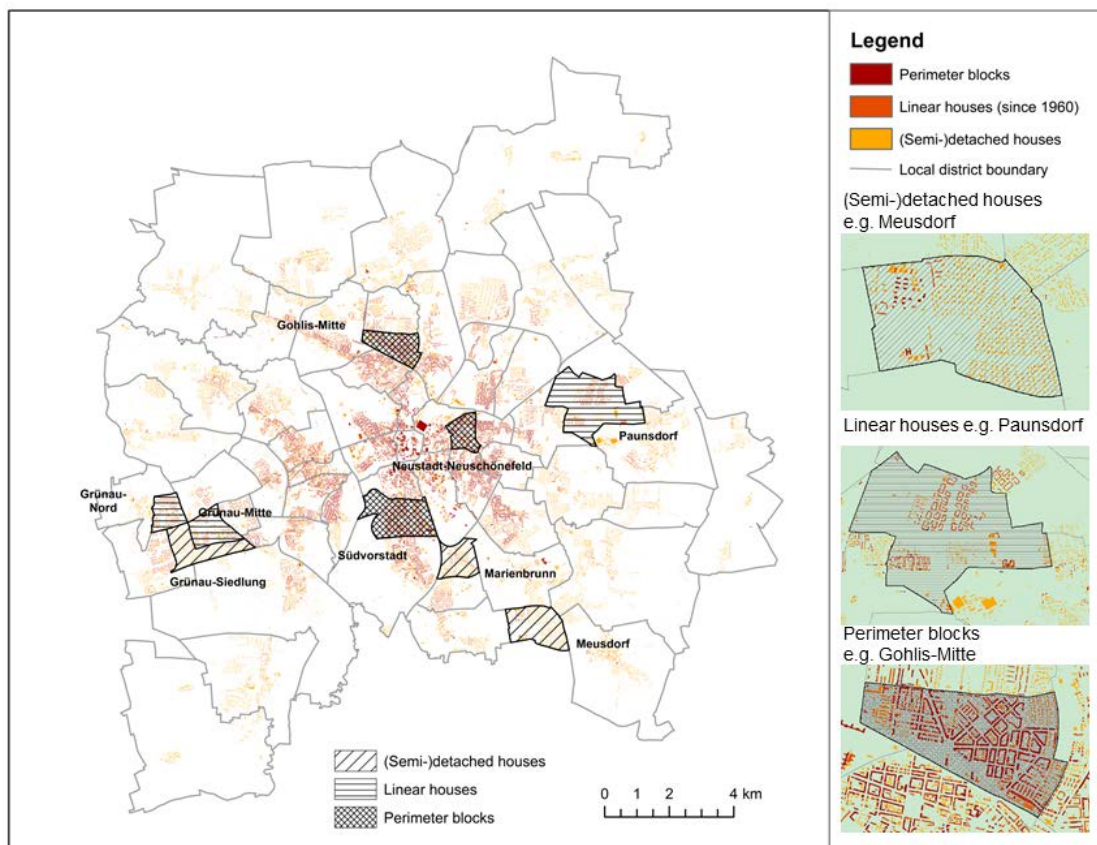 Gohlis-Mitte
Paunsdorf
Neustadt-Neuschönefeld
Grünau-
Nord
Grünau-Mitte
Südvorstadt
Marienbrunn
Grünau-Siedlung
Meusdorf
(Semi-)detached houses
Linear houses
Perimeter blocks
0 2 4 km
Legend
Perimeter blocks
Linear houses (since 1960)
(Semi-)detached houses
Local district boundary
(Semi-)detached houses
e.g. Meusdorf
Linear houses e.g. Paunsdorf
Perimeter blocks
e.g. Gohlis-Mitte